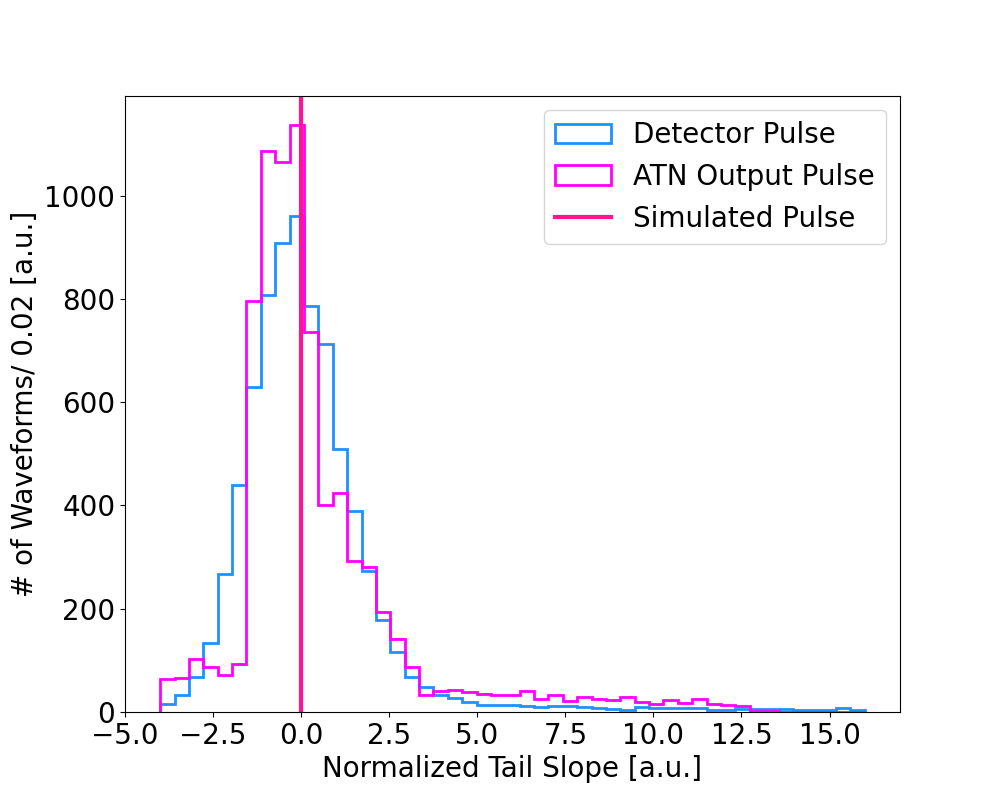 Detector Pulse
ATN Output Pulse
Simulated Pulse
# of Waveforms/ 0.02 [a.u.]
1000
800
600
400
200
0
−5.0 −2.5 0.0 2.5 5.0 7.5 10.0 12.5 15.0
Normalized Tail Slope [a.u.]